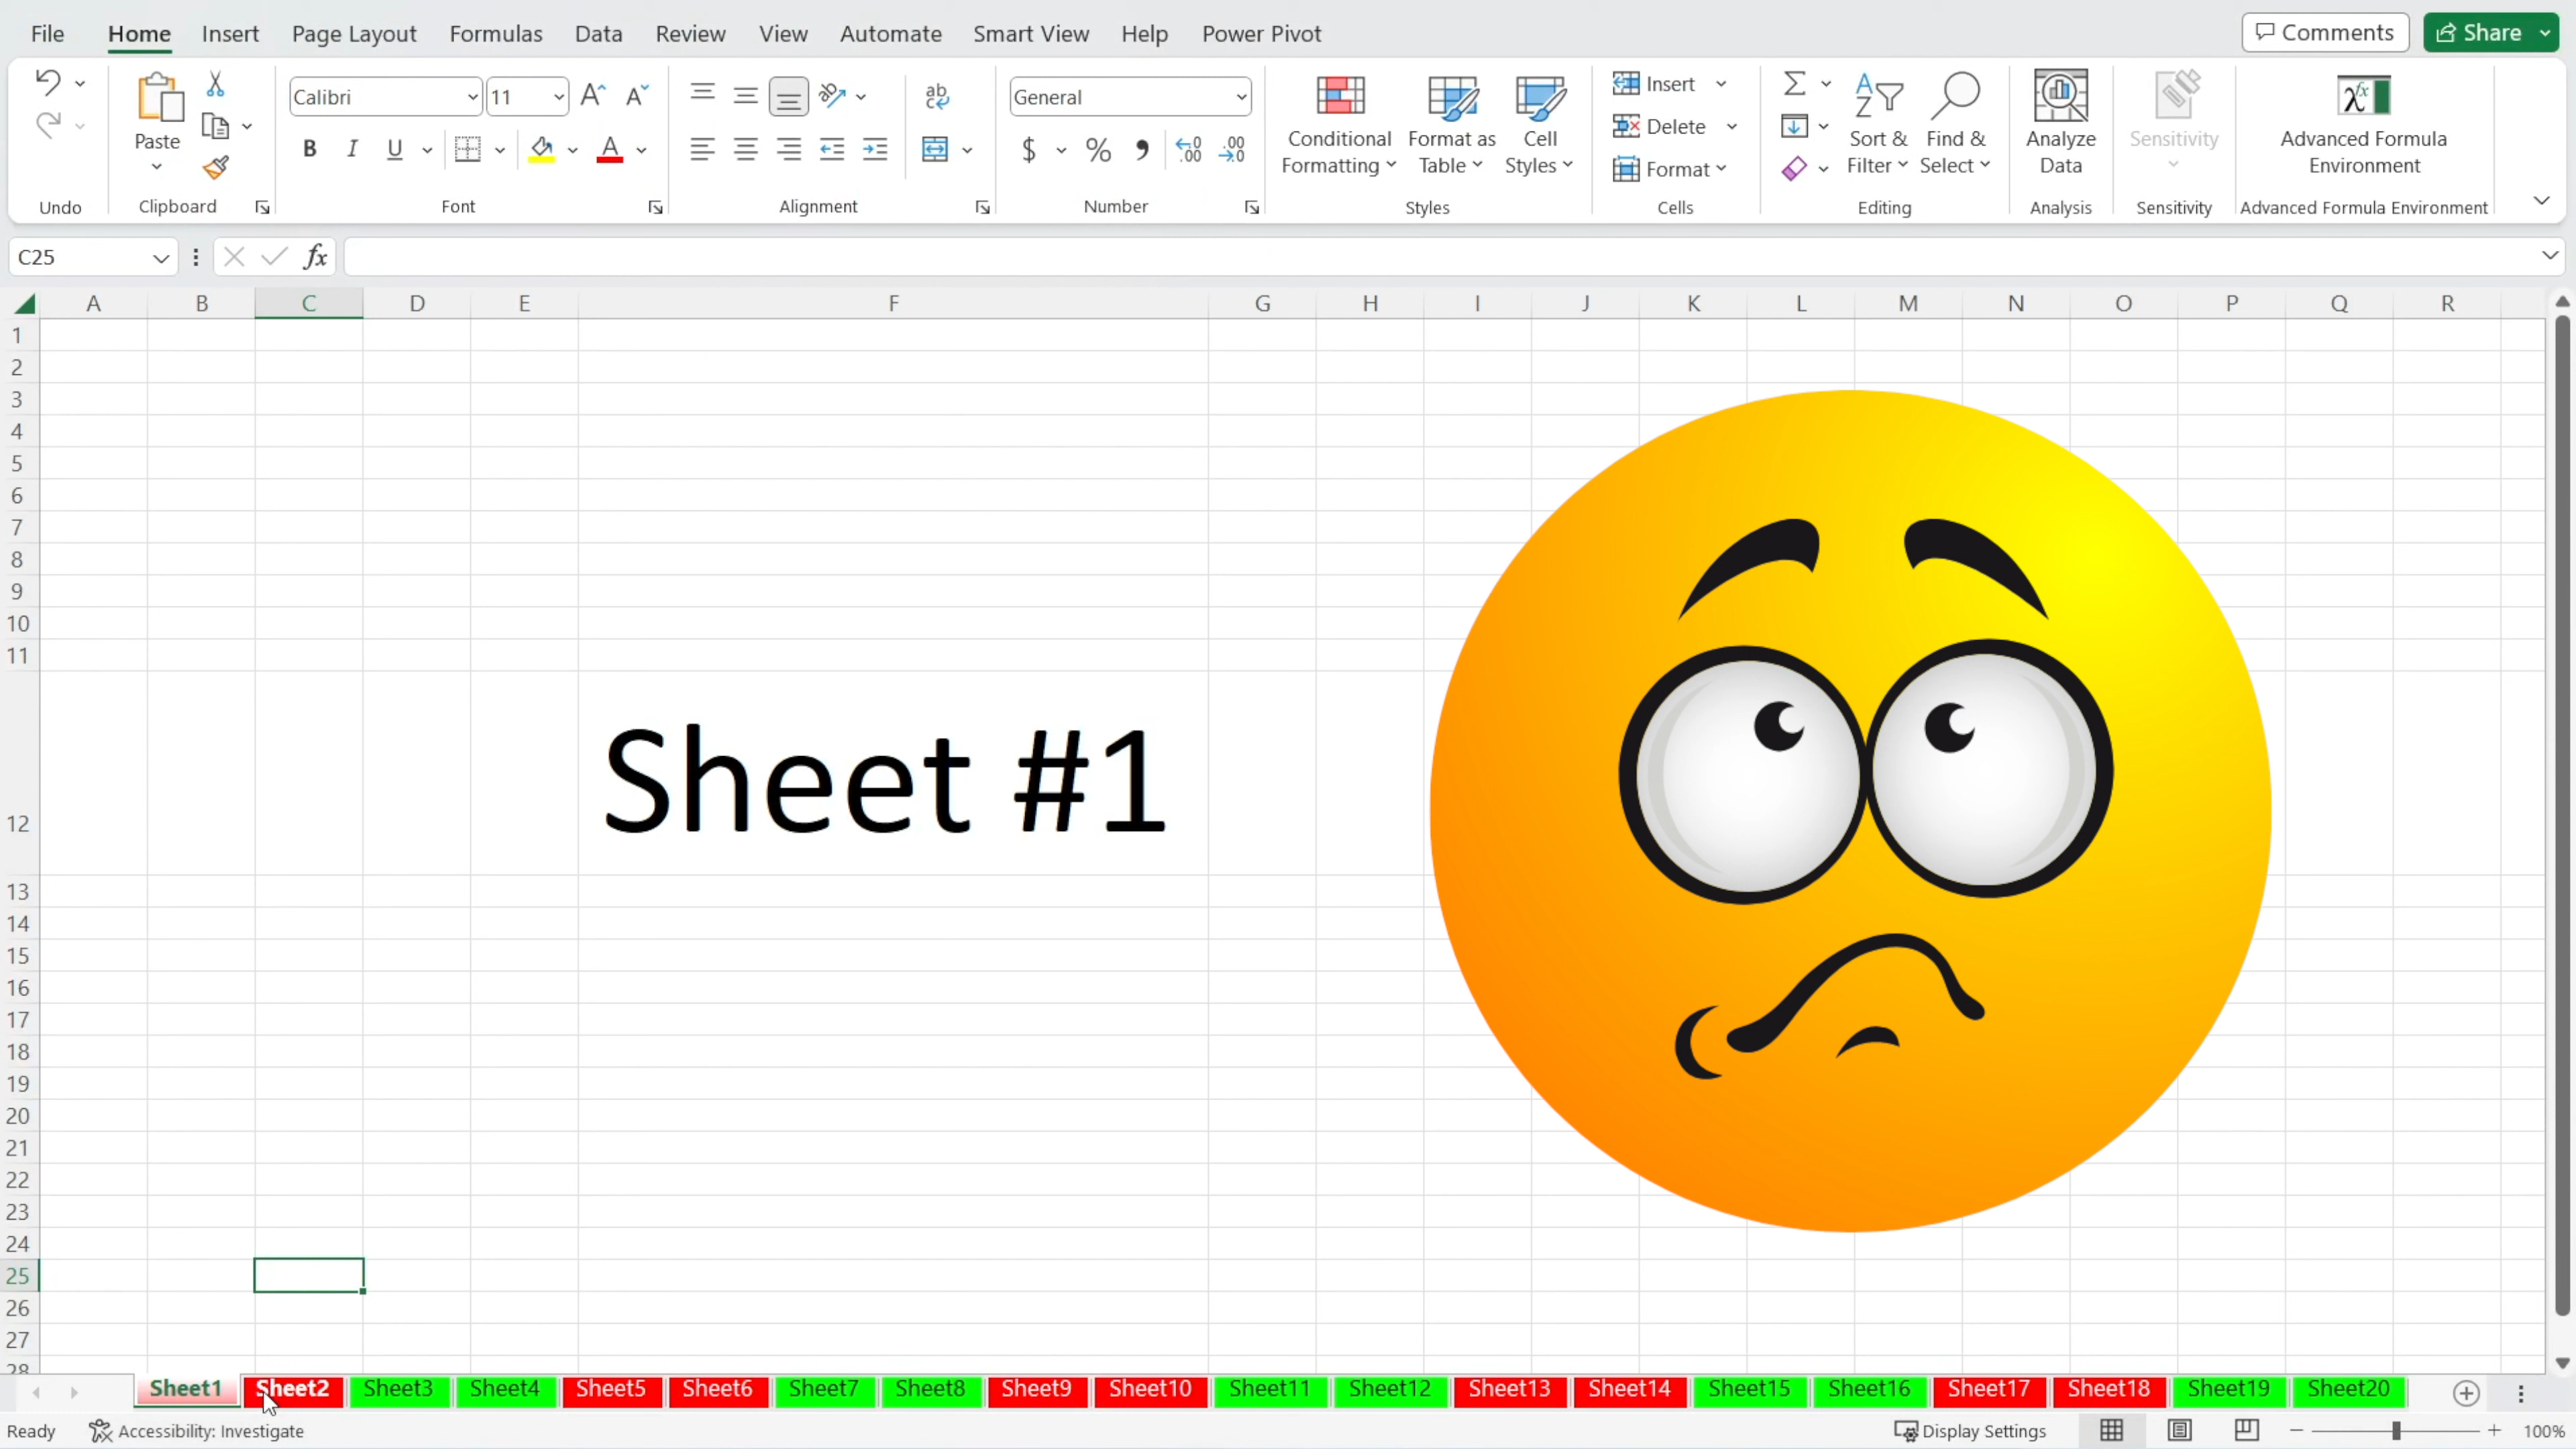 File Home Insert Page Layout Formulas Data Review View Automate Smart View Help Power Pivot Comments Share
Calibri 11 General Insert
Paste Conditional Format as Cell Delete Sort & Find & Analyze Sensitivity Advanced Formula
B I U $ % Formatting Table Styles Format Filter Select Data Environment
Undo Clipboard Font Alignment Number Styles Cells Editing Analysis Sensitivity Advanced Formula Environment
C25 fx
A B C D E F G H I J K L M N O P Q R
1
2
3
4
5
6
7
8
9
10
11
12 Sheet #1
13
14
15
16
17
18
19
20
21
22
23
24
25
26
27
28
Sheet1 Sheet2 Sheet3 Sheet4 Sheet5 Sheet6 Sheet7 Sheet8 Sheet9 Sheet10 Sheet11 Sheet12 Sheet13 Sheet14 Sheet15 Sheet16 Sheet17 Sheet18 Sheet19 Sheet20
Ready Accessibility: Investigate Display Settings 100%